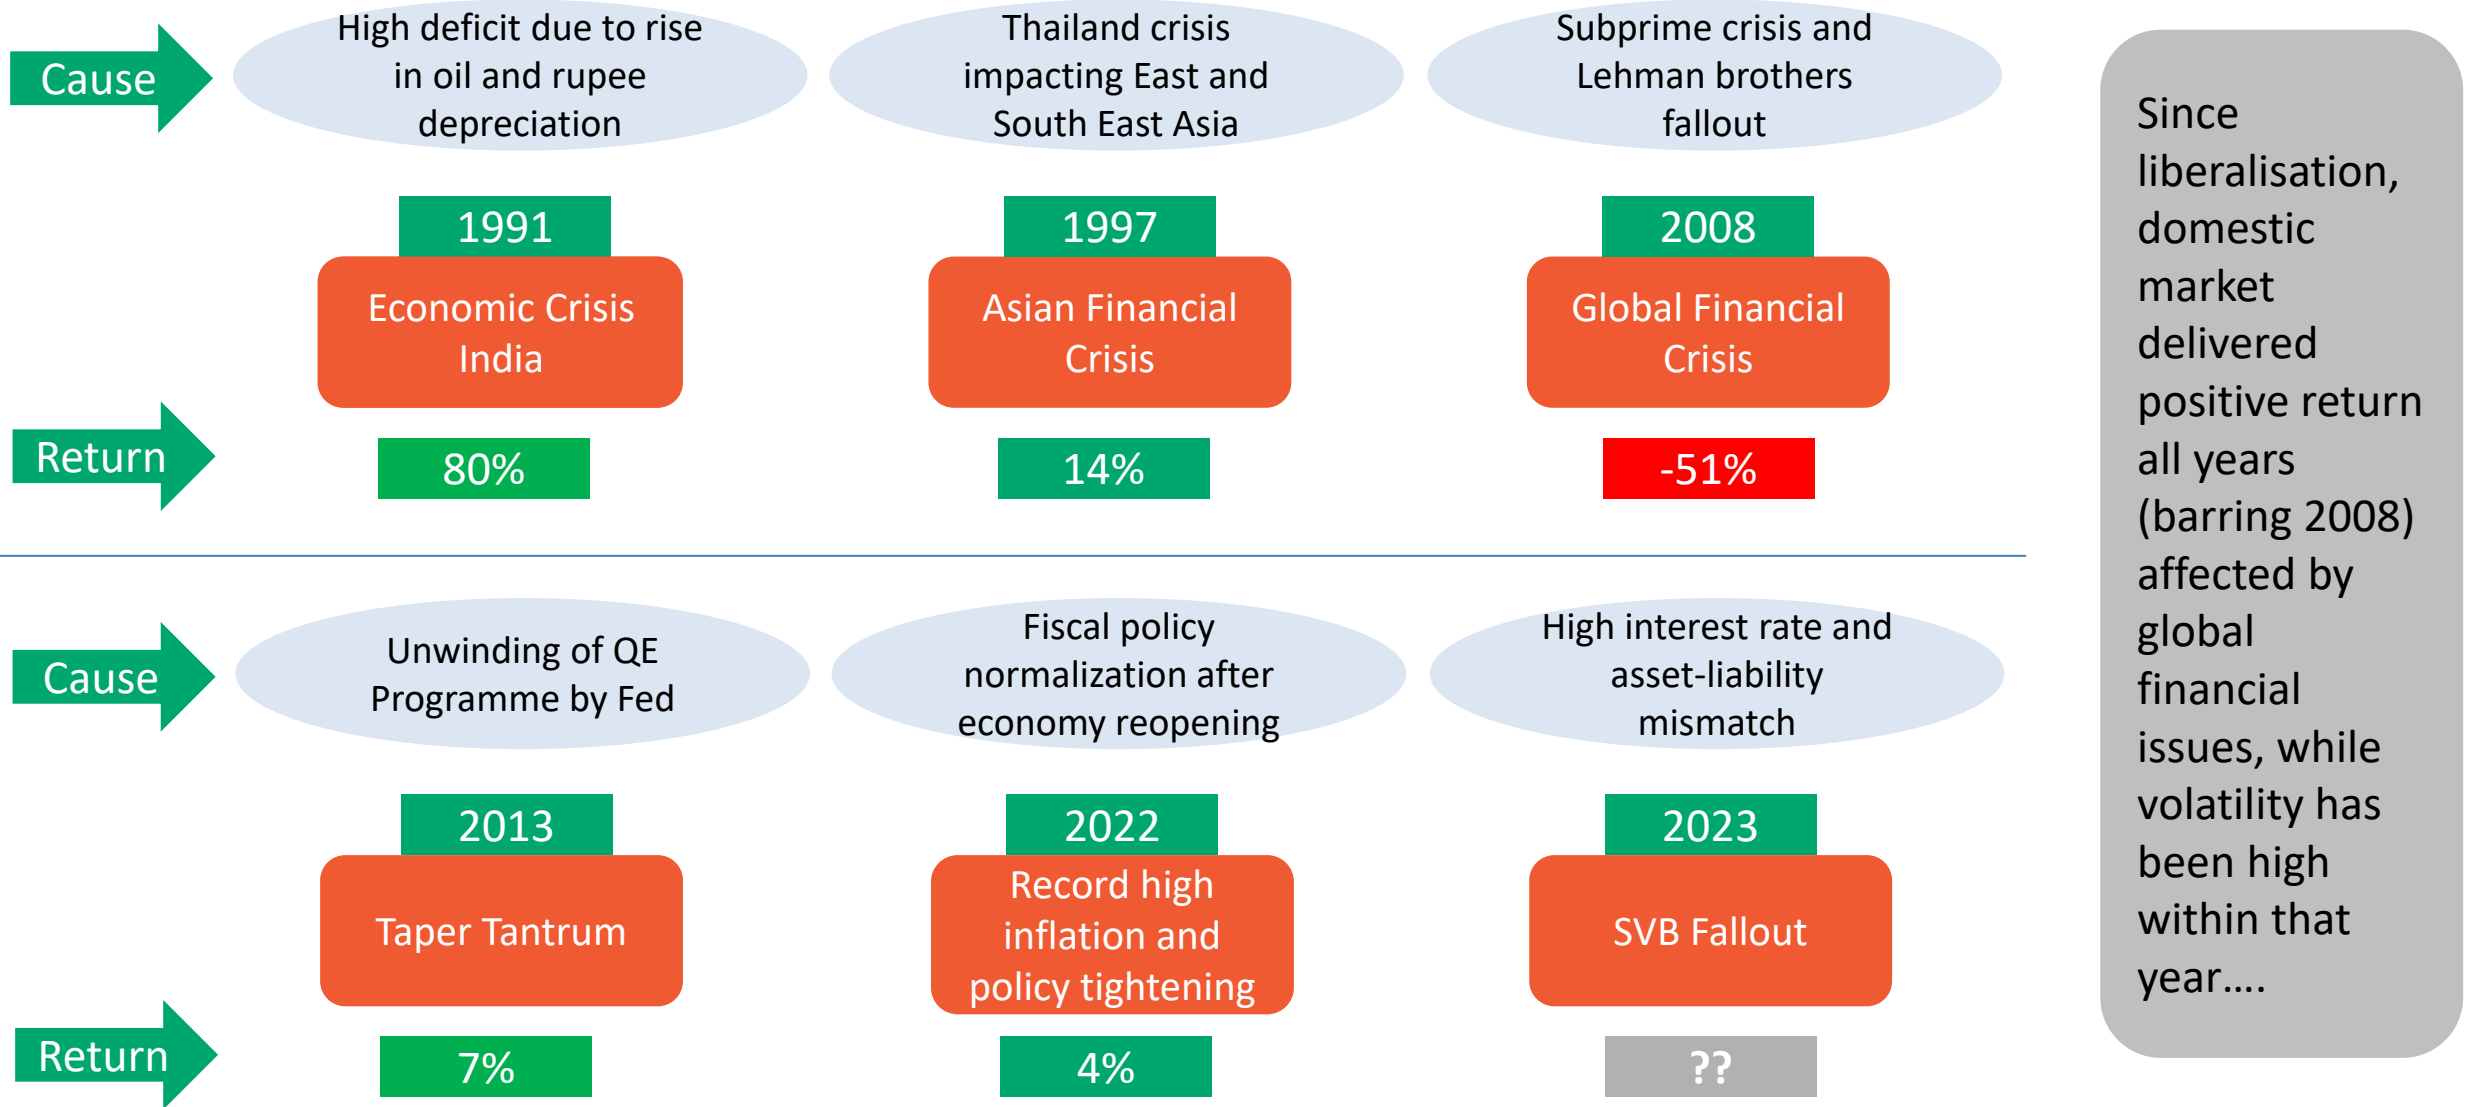 Cause
High deficit due to rise
in oil and rupee
depreciation
Thailand crisis
impacting East and
South East Asia
Subprime crisis and
Lehman brothers
fallout
1991
1997
2008
Economic Crisis
India
Asian Financial
Crisis
Global Financial
Crisis
Return
80%
14%
-51%
Cause
Unwinding of QE
Programme by Fed
Fiscal policy
normalization after
economy reopening
High interest rate and
asset-liability
mismatch
2013
2022
2023
Taper Tantrum
Record high
inflation and
policy tightening
SVB Fallout
Return
7%
4%
??
Since
liberalisation,
domestic
market
delivered
positive return
all years
(barring 2008)
affected by
global
financial
issues, while
volatility has
been high
within that
year....